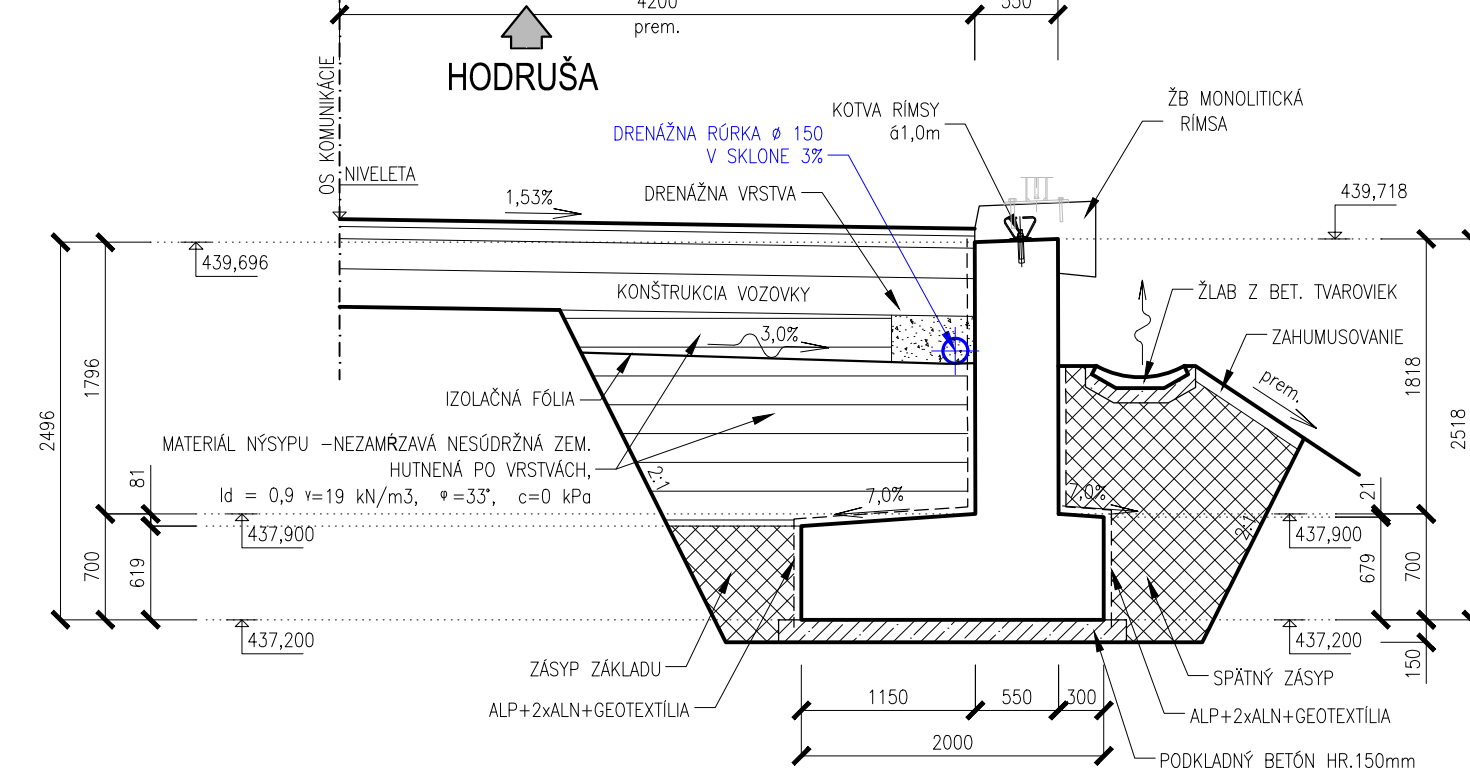 4200
prem.
550
HODRUŠA
OS KOMUNIKÁCIE
NIVELETA
1,53%
DRENÁŽNA RÚRKA ø 150
V SKLONE 3%
DRENÁŽNA VRSTVA
KOTVA RÍMSY
á1,0m
ŽB MONOLITICKÁ
RÍMSA
439,718
439,696
KONŠTRUKCIA VOZOVKY
ŽLAB Z BET. TVAROVIEK
ZAHUMUSOVANIE
prem.
3,0%
IZOLAČNÁ FÓLIA
MATERIÁL NÝSYPU -NEZAMŔZAVÁ NESÚDRŽNÁ ZEM.
HUTNENÁ PO VRSTVÁCH,
Id = 0,9 γ=19 kN/m3, φ=33°, c=0 kPa
2:1
7,0%
7,0%
2:1
2496
1796
700
81
619
437,900
437,200
1818
2518
21
679
700
150
437,900
437,200
ZÁSYP ZÁKLADU
ALP+2xALN+GEOTEXTÍLIA
1150
550
300
2000
SPÄTNÝ ZÁSYP
ALP+2xALN+GEOTEXTÍLIA
PODKLADNÝ BETÓN HR.150mm